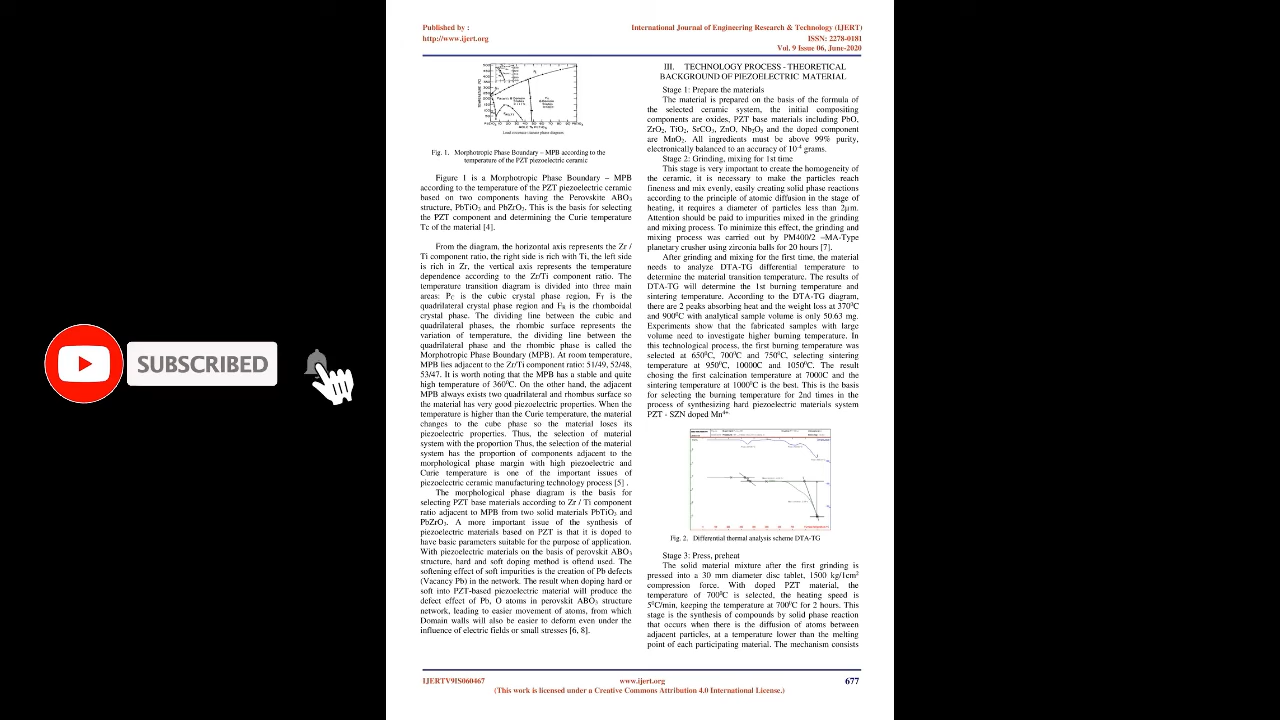 Published by :
http://www.ijert.org
International Journal of Engineering Research & Technology (IJERT)
ISSN: 2278-0181
Vol. 9 Issue 06, June-2020
Fig. 1. Morphotropic Phase Boundary – MPB according to the
temperature of the PZT piezoelectric ceramic
Figure 1 is a Morphotropic Phase Boundary – MPB
according to the temperature of the PZT piezoelectric ceramic
based on two components having the Perovskite ABO3
structure, PbTiO3 and PbZrO3. This is the basis for selecting
the PZT component and determining the Curie temperature
Tc of the material [4].
From the diagram, the horizontal axis represents the Zr /
Ti component ratio, the right side is rich with Ti, the left side
is rich in Zr, the vertical axis represents the temperature
dependence according to the Zr/Ti component ratio. The
temperature transition diagram is divided into three main
areas: PC is the cubic crystal phase region, FT is the
quadrilateral crystal phase region and FR is the rhomboidal
crystal phase. The dividing line between the cubic and
quadrilateral phases, the rhombic surface represents the
variation of temperature, the dividing line between the
quadrilateral phase and the rhombic phase is called the
Morphotropic Phase Boundary (MPB). At room temperature,
MPB lies adjacent to the Zr/Ti component ratio: 51/49, 52/48,
53/47. It is worth noting that the MPB has a stable and quite
high temperature of 360⁰C. On the other hand, the adjacent
MPB always exists two quadrilateral and rhombus surface so
the material has very good piezoelectric properties. When the
temperature is higher than the Curie temperature, the material
changes to the cube phase so the material loses its
piezoelectric properties. Thus, the selection of material
system with the proportion Thus, the selection of the material
system has the proportion of components adjacent to the
morphological phase margin with high piezoelectric and
Curie temperature is one of the important issues of
piezoelectric ceramic manufacturing technology process [5] .
The morphological phase diagram is the basis for
selecting PZT base materials according to Zr / Ti component
ratio adjacent to MPB from two solid materials PbTiO3 and
PbZrO3. A more important issue of the synthesis of
piezoelectric materials based on PZT is that it is doped to
have basic parameters suitable for the purpose of application.
With piezoelectric materials on the basis of perovskit ABO3
structure, hard and soft doping method is oftend used. The
softening effect of soft impurities is the creation of Pb defects
(Vacancy Pb) in the network. The result when doping hard or
soft into PZT-based piezoelectric material will produce the
defect effect of Pb, O atoms in perovskit ABO3 structure
network, leading to easier movement of atoms, from which
Domain walls will also be easier to deform even under the
influence of electric fields or small stresses [6, 8].
III. TECHNOLOGY PROCESS - THEORETICAL
BACKGROUND OF PIEZOELECTRIC MATERIAL
Stage 1: Prepare the materials
The material is prepared on the basis of the formula of
the selected ceramic system, the initial compositing
components are oxides, PZT base materials including PbO,
ZrO2, TiO2, SrCO3, ZnO, Nb2O5 and the doped component
are MnO2. All ingredients must be above 99% purity,
electronically balanced to an accuracy of 10⁻⁴ grams.
Stage 2: Grinding, mixing for 1st time
This stage is very important to create the homogeneity of
the ceramic, it is necessary to make the particles reach
fineness and mix evenly, easily creating solid phase reactions
according to the principle of atomic diffusion in the stage of
heating, it requires a diameter of particles less than 2μm.
Attention should be paid to impurities mixed in the grinding
and mixing process. To minimize this effect, the grinding and
mixing process was carried out by PM400/2 –MA-Type
planetary crusher using zirconia balls for 20 hours [7].
After grinding and mixing for the first time, the material
needs to analyze DTA-TG differential temperature to
determine the material transition temperature. The results of
DTA-TG will determine the 1st burning temperature and
sintering temperature. According to the DTA-TG diagram,
there are 2 peaks absorbing heat and the weight loss at 370⁰C
and 900⁰C with analytical sample volume is only 50.63 mg.
Experiments show that the fabricated samples with large
volume need to investigate higher burning temperature. In
this technological process, the first burning temperature was
selected at 650⁰C, 700⁰C and 750⁰C, selecting sintering
temperature at 950⁰C, 10000C and 1050⁰C. The result
chosing the first calcination temperature at 7000C and the
sintering temperature at 1000⁰C is the best. This is the basis
for selecting the burning temperature for 2nd times in the
process of synthesizing hard piezoelectric materials system
PZT - SZN doped Mn⁴⁺.
Fig. 2. Differential thermal analysis scheme DTA-TG
Stage 3: Press, preheat
The solid material mixture after the first grinding is
pressed into a 30 mm diameter disc tablet, 1500 kg/1cm²
compression force. With doped PZT material, the
temperature of 700⁰C is selected, the heating speed is
5⁰C/min, keeping the temperature at 700⁰C for 2 hours. This
stage is the synthesis of compounds by solid phase reaction
that occurs when there is the diffusion of atoms between
adjacent particles, at a temperature lower than the melting
point of each participating material. The mechanism consists
IJERTV9IS060467
www.ijert.org
677
(This work is licensed under a Creative Commons Attribution 4.0 International License.)
SUBSCRIBED